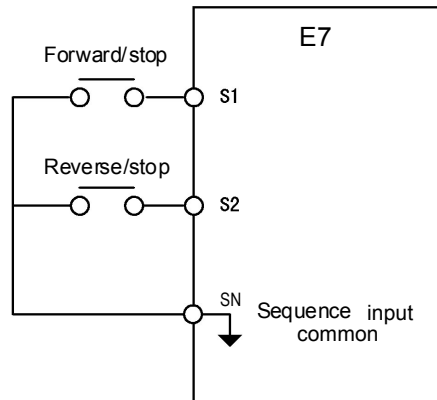 E7
Forward/stop
S1
Reverse/stop
S2
SN
Sequence input
common